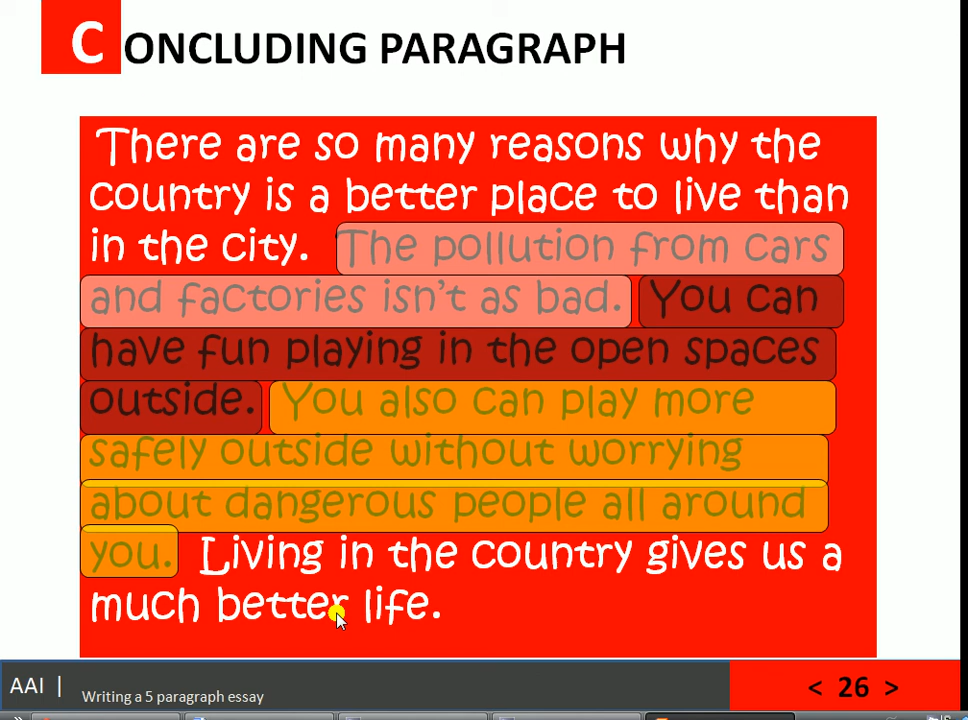 CONCLUDING PARAGRAPH
There are so many reasons why the
country is a better place to live than
in the city. The pollution from cars
and factories isn't as bad. You can
have fun playing in the open spaces
outside. You also can play more
safely outside without worrying
about dangerous people all around
you. Living in the country gives us a
much better life.
AAI | Writing a 5 paragraph essay
< 26 >